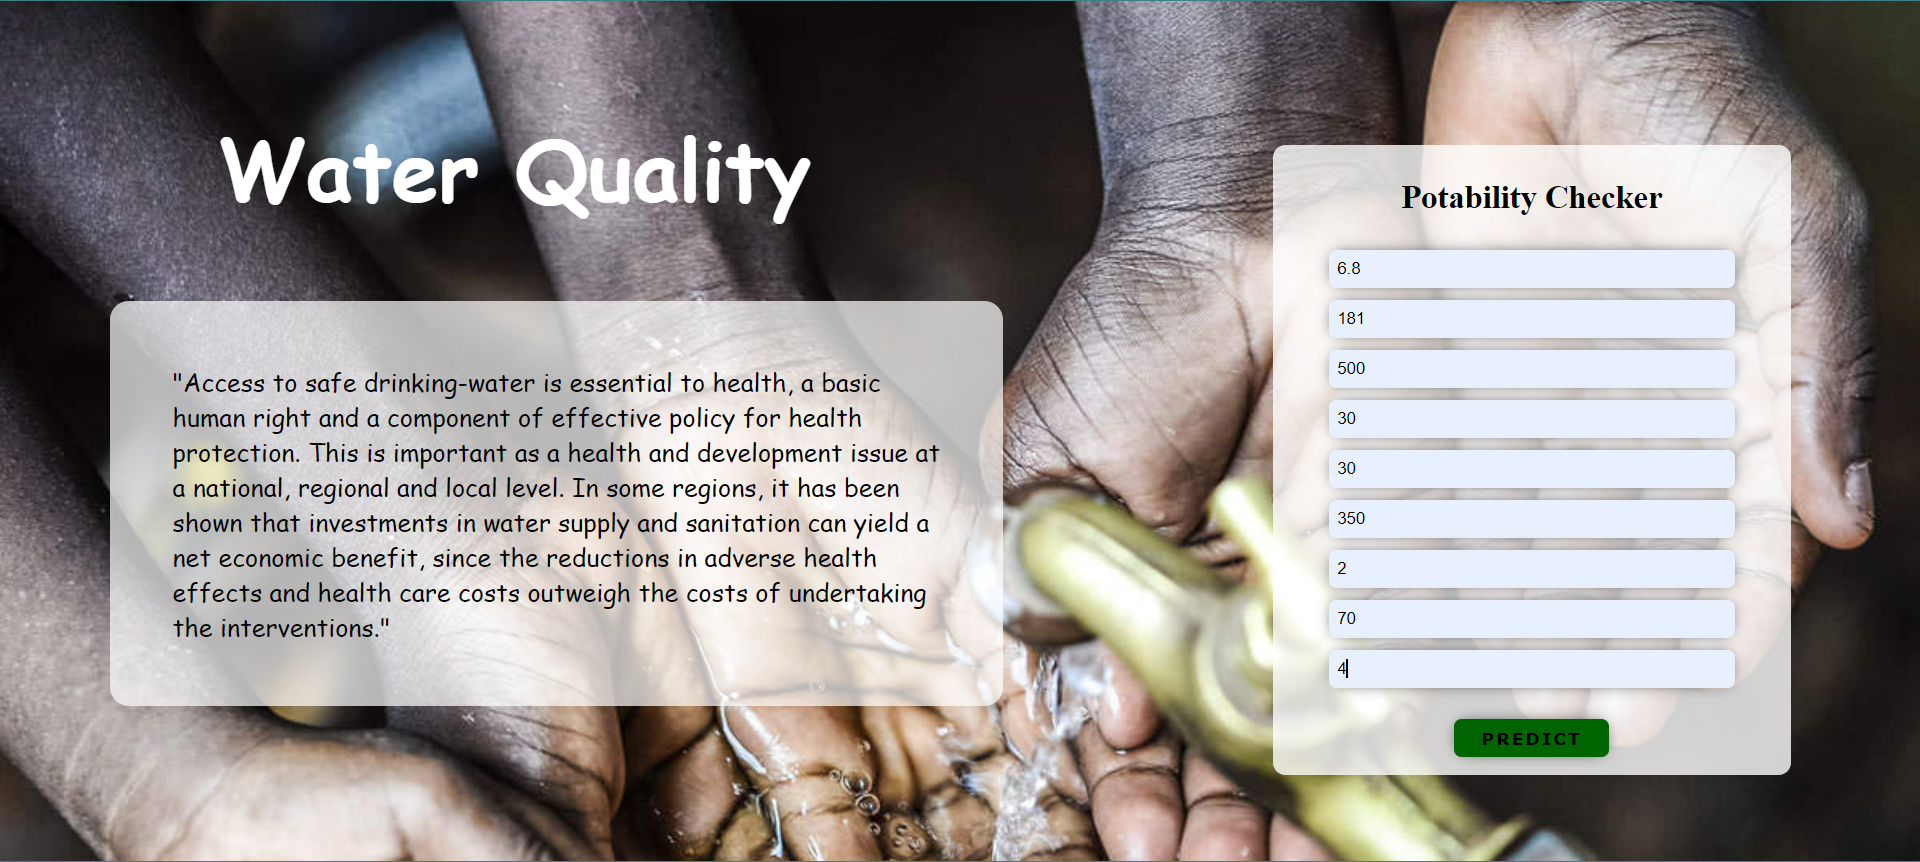 Water Quality
"Access to safe drinking-water is essential to health, a basic
human right and a component of effective policy for health
protection. This is important as a health and development issue at
a national, regional and local level. In some regions, it has been
shown that investments in water supply and sanitation can yield a
net economic benefit, since the reductions in adverse health
effects and health care costs outweigh the costs of undertaking
the interventions."
Potability Checker
6.8
181
500
30
30
350
2
70
4
PREDICT